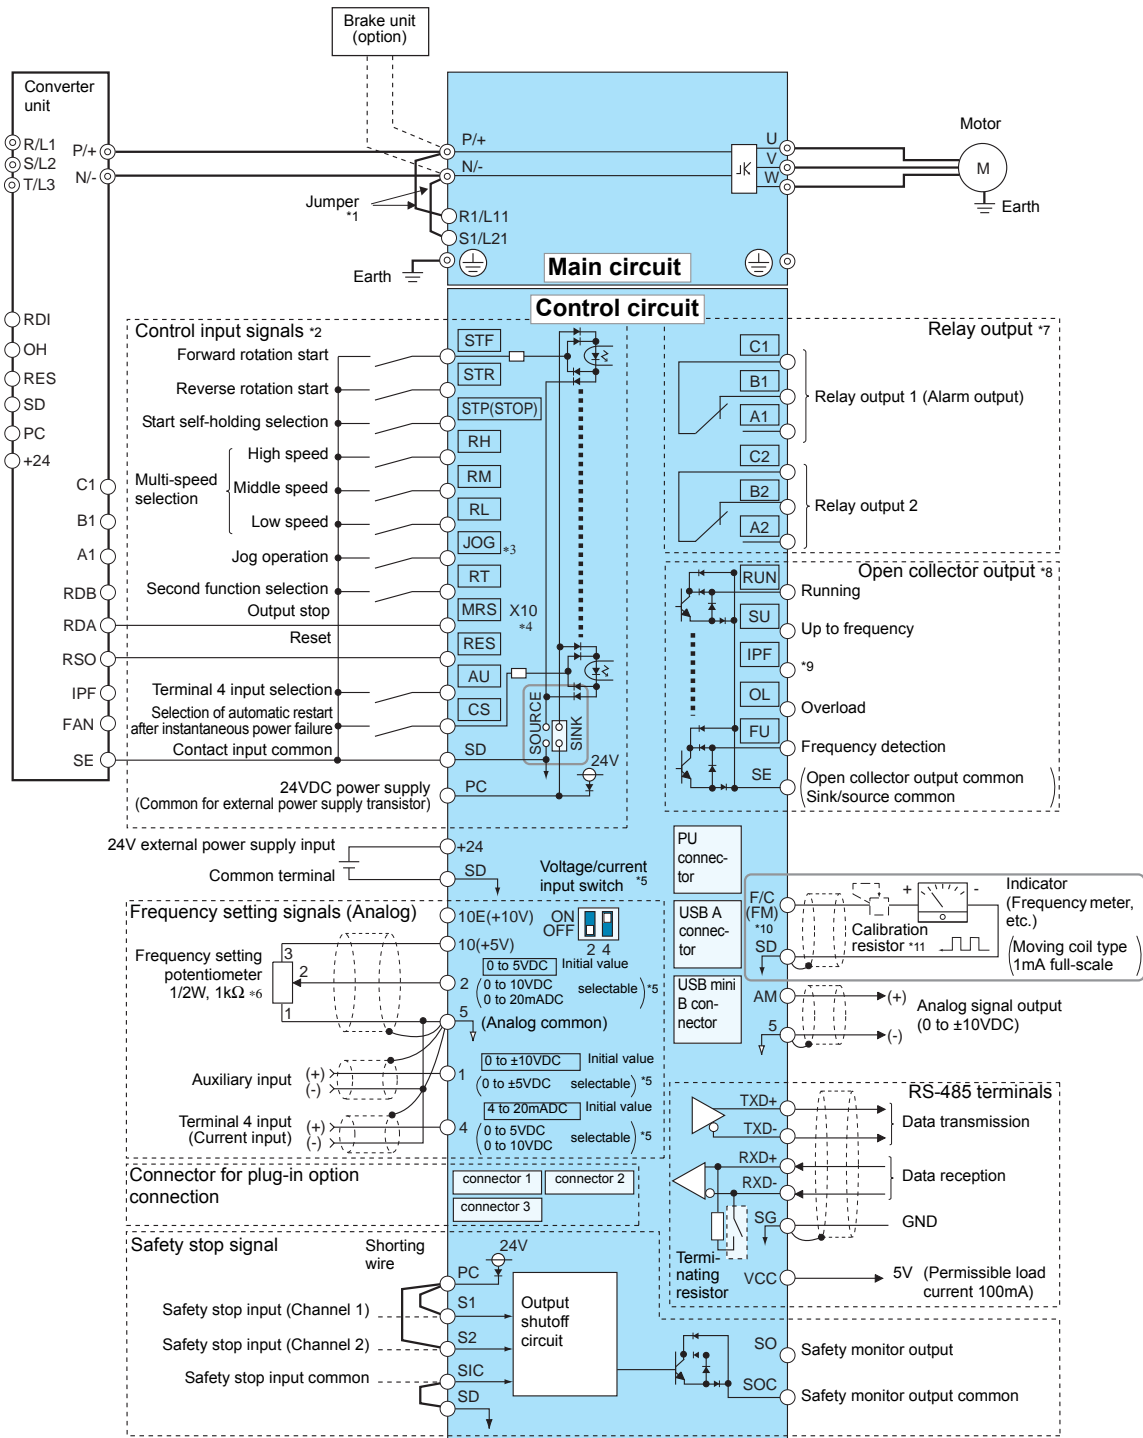 Brake unit
(option)
Converter
unit
R/L1
S/L2
T/L3
P/+
N/-
P/+
N/-
Jumper
*1
R1/L11
S1/L21
Earth
Main circuit
U
V
W
Motor
M
Earth
Control circuit
RDI
OH
RES
SD
PC
+24
C1
B1
A1
RDB
RDA
RSO
IPF
FAN
SE
Control input signals *2
Forward rotation start
STF
Reverse rotation start
STR
Start self-holding selection
STP(STOP)
Multi-speed
selection
High speed
RH
Middle speed
RM
Low speed
RL
Jog operation
JOG *3
Second function selection
RT
Output stop
MRS X10
*4
Reset
RES
Terminal 4 input selection
AU
Selection of automatic restart
after instantaneous power failure
CS
Contact input common
SD
SOURCE
SINK
24V
24VDC power supply
(Common for external power supply transistor)
PC
Relay output *7
C1
B1
A1
Relay output 1 (Alarm output)
C2
B2
A2
Relay output 2
Open collector output *8
RUN
Running
SU
Up to frequency
IPF
*9
OL
Overload
FU
Frequency detection
SE
(Open collector output common
Sink/source common)
24V external power supply input
+24
Common terminal
SD
Voltage/current
input switch *5
Frequency setting signals (Analog)
10E(+10V)
ON
OFF
2 4
10(+5V)
Frequency setting
potentiometer
1/2W, 1kΩ *6
3
2
1
2
0 to 5VDC Initial value
(0 to 10VDC
0 to 20mADC selectable) *5
5
(Analog common)
Auxiliary input
(+)
(-)
1
0 to ±10VDC Initial value
(0 to ±5VDC selectable) *5
Terminal 4 input
(Current input)
(+)
(-)
4
4 to 20mADC Initial value
(0 to 5VDC
0 to 10VDC selectable) *5
PU
connec-
tor
USB A
connec-
tor
USB mini
B con-
nector
F/C
(FM)
*10
SD
+
-
Indicator
(Frequency meter,
etc.)
Calibration
resistor *11
(Moving coil type
1mA full-scale)
AM
(+)
5
(-)
Analog signal output
(0 to ±10VDC)
RS-485 terminals
TXD+
TXD-
Data transmission
RXD+
RXD-
Data reception
SG
GND
Termi-
nating
resistor
VCC
5V (Permissible load
current 100mA)
Connector for plug-in option
connection
connector 1
connector 2
connector 3
Safety stop signal
Shorting
wire
24V
PC
Safety stop input (Channel 1)
S1
Safety stop input (Channel 2)
S2
Safety stop input common
SIC
SD
Output
shutoff
circuit
SO
Safety monitor output
SOC
Safety monitor output common